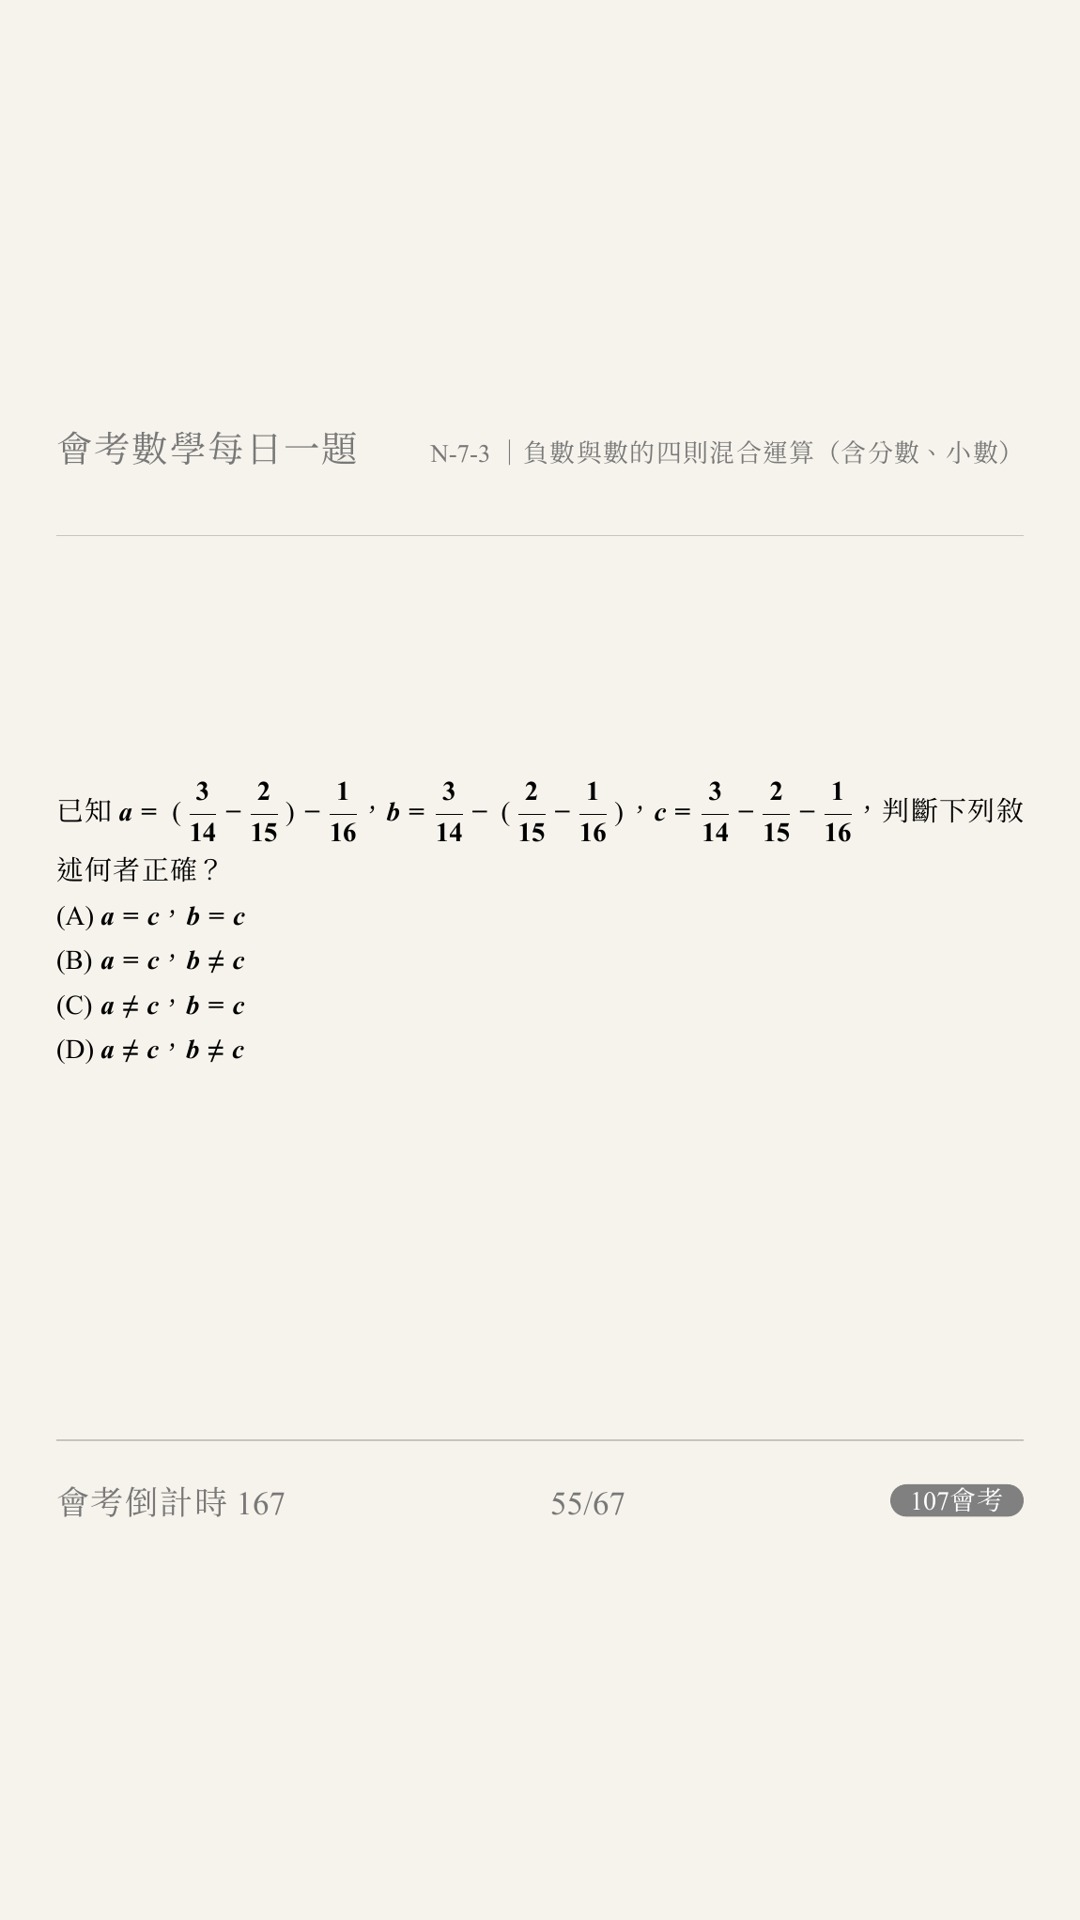 會考數學每日一題 N-7-3｜負數與數的四則混合運算（含分數、小數）
已知 a = ( 3/14 − 2/15 ) − 1/16，b = 3/14 − ( 2/15 − 1/16 )，c = 3/14 − 2/15 − 1/16，判斷下列敘
述何者正確？
(A) a = c，b = c
(B) a = c，b ≠ c
(C) a ≠ c，b = c
(D) a ≠ c，b ≠ c
會考倒計時 167 55/67 107會考